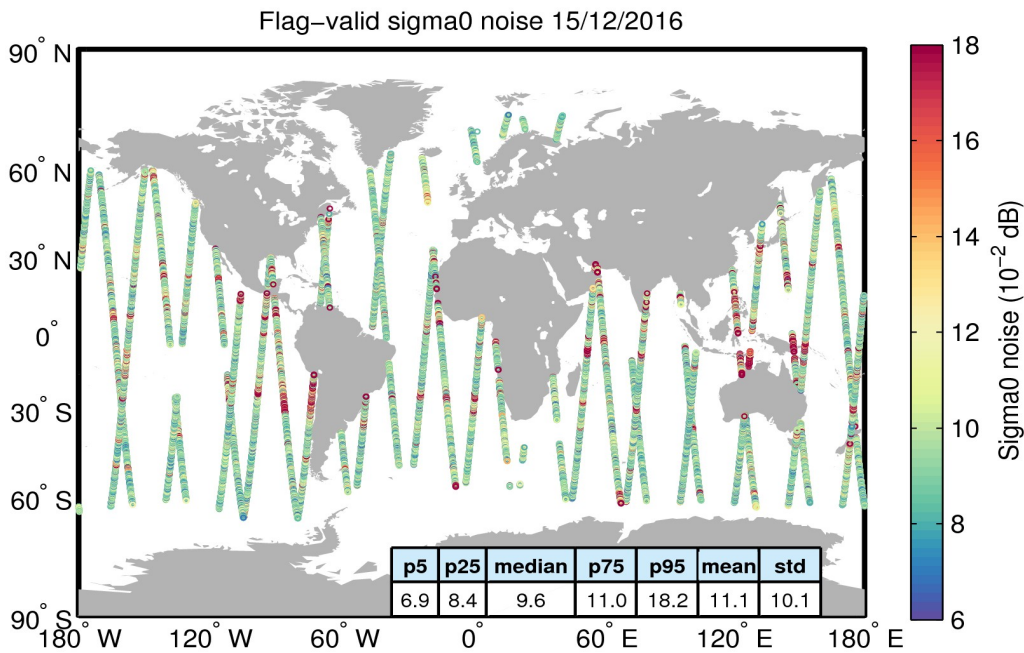 Flag−valid sigma0 noise 15/12/2016
90° N
60° N
30° N
0°
30° S
60° S
90° S
180° W
120° W
60° W
0°
60° E
120° E
180° E
p5 p25 median p75 p95 mean std
6.9 8.4 9.6 11.0 18.2 11.1 10.1
18
16
14
12
10
8
6
Sigma0 noise (10⁻² dB)